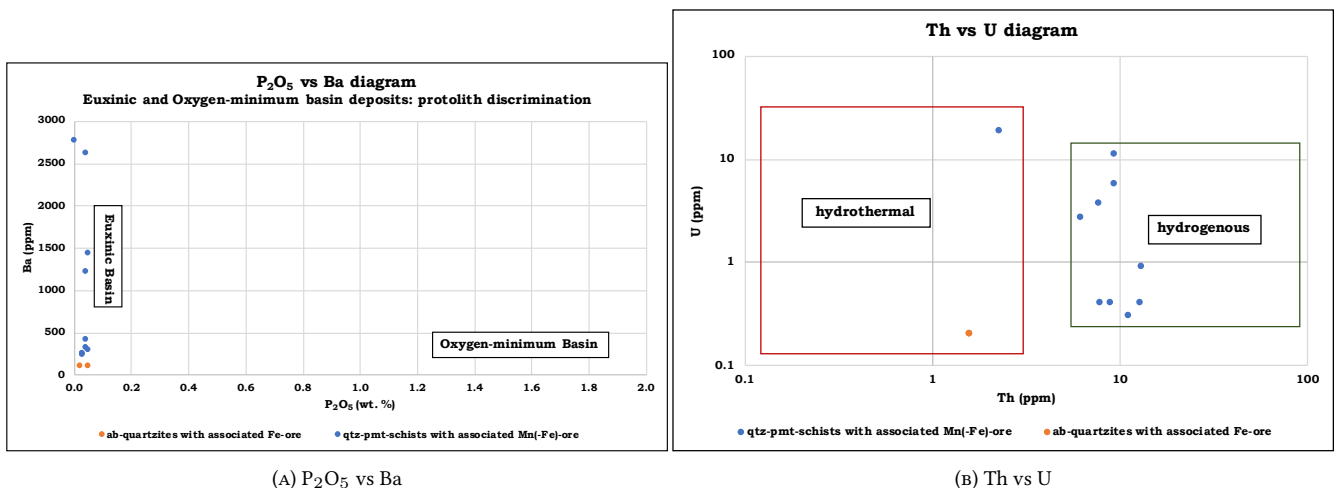 P₂O₅ vs Ba diagram
Euxinic and Oxygen-minimum basin deposits: protolith discrimination
3000
2500
2000
1500
1000
500
0
Ba (ppm)
Euxinic Basin
Oxygen-minimum Basin
0.0 0.2 0.4 0.6 0.8 1.0 1.2 1.4 1.6 1.8 2.0
P₂O₅ (wt. %)
ab-quartzites with associated Fe-ore qtz-pmt-schists with associated Mn(-Fe)-ore
(A) P₂O₅ vs Ba
Th vs U diagram
100
10
1
0.1
U (ppm)
hydrothermal
hydrogenous
0.1 1 10 100
Th (ppm)
qtz-pmt-schists with associated Mn(-Fe)-ore ab-quartzites with associated Fe-ore
(B) Th vs U